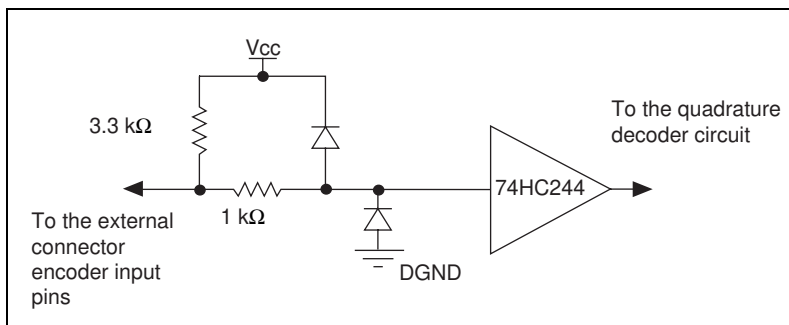 Vcc
3.3 kΩ
To the quadrature
decoder circuit
74HC244
1 kΩ
To the external
connector
encoder input
pins
DGND